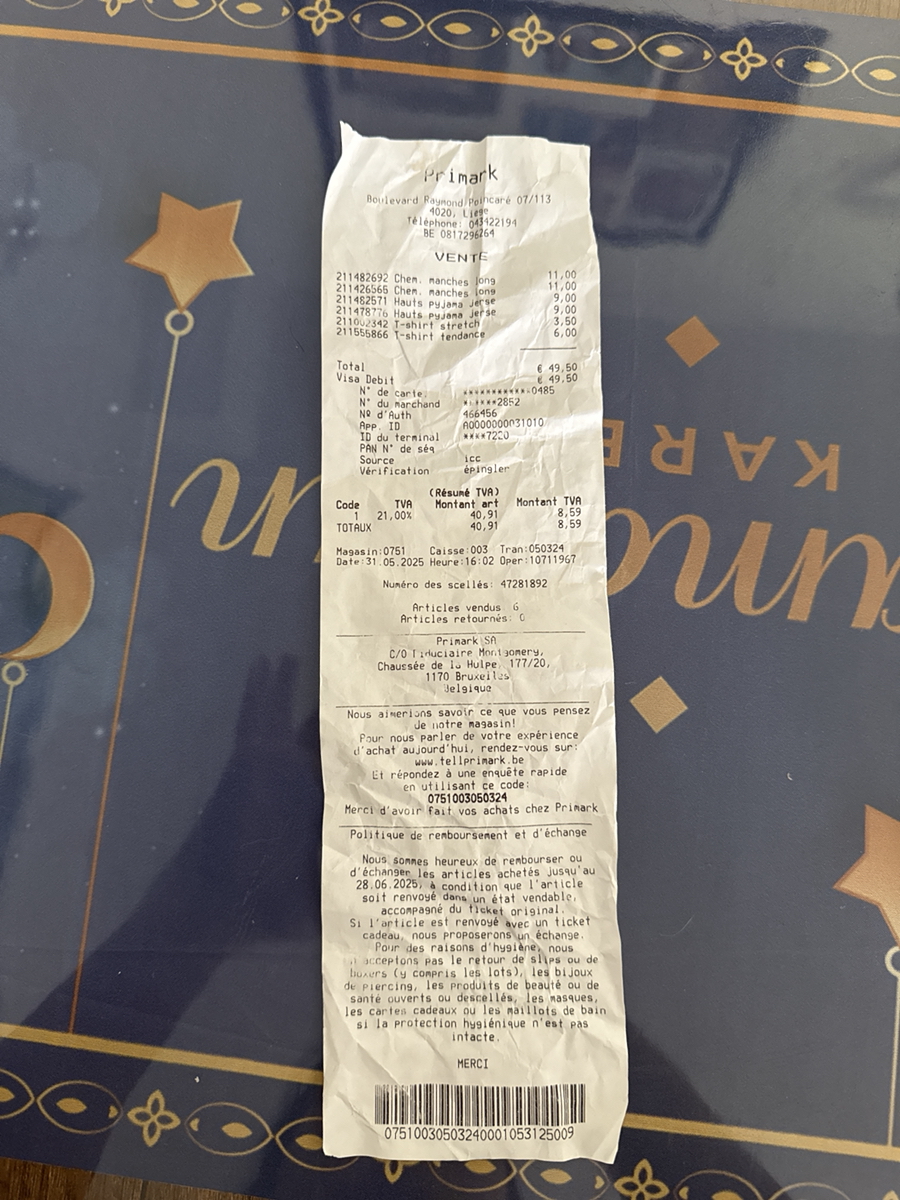 Primark
Boulevard Raymond Poincaré 07/113
4020, Liege
Téléphone: 043422194
BE 0817296264
VENTE
211482692 Chem. manches long 11,00
211426566 Chem. manches long 11,00
211482571 Hauts pyjama jerse 9,00
211478776 Hauts pyjama jerse 9,00
211002342 T-shirt stretch 3,50
211555866 T-shirt tendance 6,00
Total € 49,50
Visa Debit € 49,50
N° de carte: ************0485
N° du marchand ******2852
Nº d'Auth 466456
App. ID A0000000031010
ID du terminal ****7220
PAN N° de séq
Source icc
Vérification épingler
(Résumé TVA)
Code TVA Montant art Montant TVA
1 21,00% 40,91 8,59
TOTAUX 40,91 8,59
Magasin:0751 Caisse:003 Tran:050324
Date:31.05.2025 Heure:16:02 Oper:10711967
Numéro des scellés: 47281892
Articles vendus 6
Articles retournés: 0
Primark SA
C/O Fiduciaire Montgomery,
Chaussée de la Hulpe, 177/20,
1170 Bruxelles
Belgique
Nous aimerions savoir ce que vous pensez
de notre magasin!
Pour nous parler de votre expérience
d'achat aujourd'hui, rendez-vous sur:
www.tellprimark.be
Et répondez à une enquête rapide
en utilisant ce code:
0751003050324
Merci d'avoir fait vos achats chez Primark
Politique de remboursement et d'échange
Nous sommes heureux de rembourser ou
d'échanger les articles achetés jusqu'au
28.06.2025, à condition que l'article
soit renvoyé dans un état vendable,
accompagné du ticket original.
Si l'article est renvoyé avec un ticket
cadeau, nous proposerons un échange.
Pour des raisons d'hygiène, nous
n'acceptons pas le retour de slips ou de
boxers (y compris les lots), les bijoux
de piercing, les produits de beauté ou de
santé ouverts ou descellés, les masques,
les cartes cadeaux ou les maillots de bain
si la protection hygiénique n'est pas
intacte.
MERCI
07510030503240001053125009
KARE